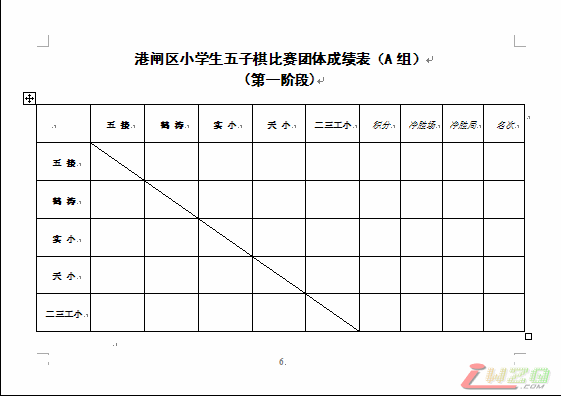 港闸区小学生五子棋比赛团体成绩表（A 组）
（第一阶段）
五 接 鹤 涛 实 小 天 小 二三工小 积分 净胜场 净胜局 名次
五 接
鹤 涛
实 小
天 小
二三工小
6.
iWZQ
.COM